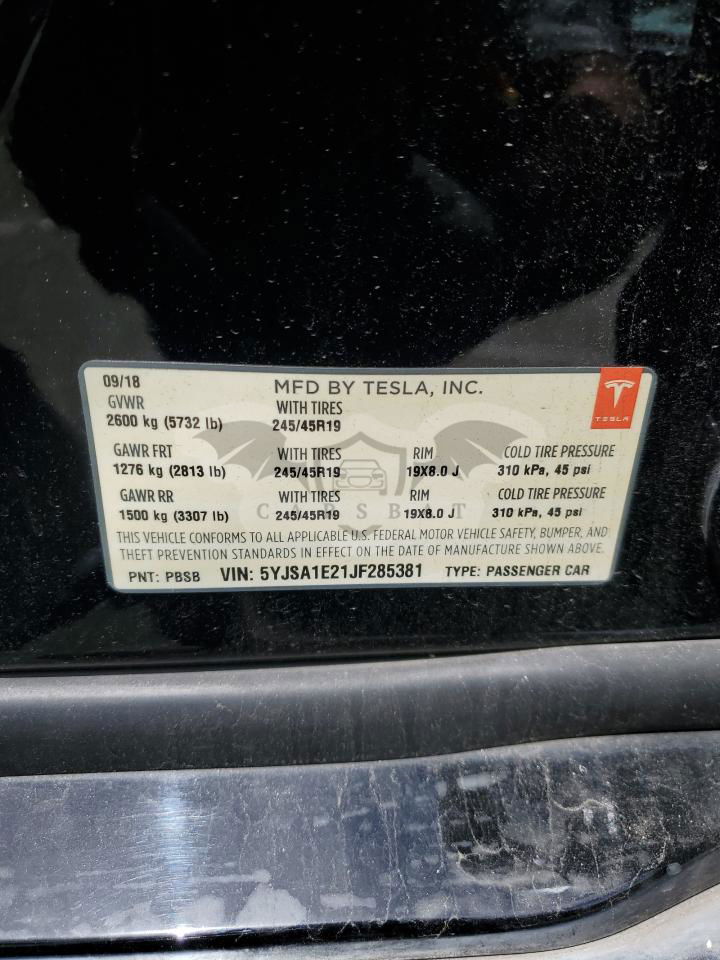 09/18
MFD BY TESLA, INC.
TESLA
GVWR WITH TIRES
2600 kg (5732 lb) 245/45R19
GAWR FRT WITH TIRES RIM COLD TIRE PRESSURE
1276 kg (2813 lb) 245/45R19 19X8.0 J 310 kPa, 45 psi
GAWR RR WITH TIRES RIM COLD TIRE PRESSURE
1500 kg (3307 lb) 245/45R19 19X8.0 J 310 kPa, 45 psi
CARSBAT
THIS VEHICLE CONFORMS TO ALL APPLICABLE U.S. FEDERAL MOTOR VEHICLE SAFETY, BUMPER, AND
THEFT PREVENTION STANDARDS IN EFFECT ON THE DATE OF MANUFACTURE SHOWN ABOVE.
PNT: PBSB VIN: 5YJSA1E21JF285381 TYPE: PASSENGER CAR